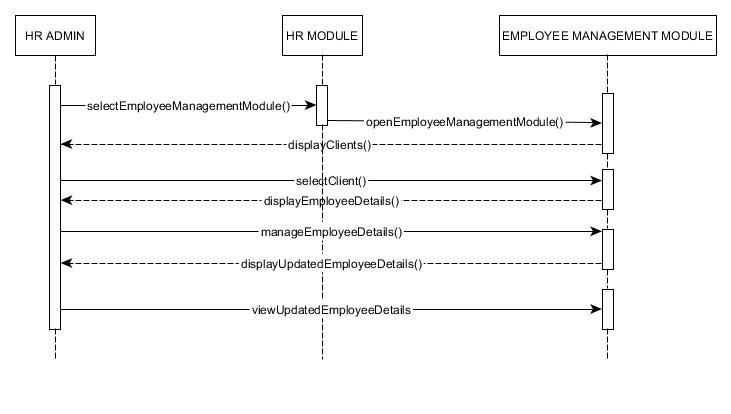 HR ADMIN
HR MODULE
EMPLOYEE MANAGEMENT MODULE
selectEmployeeManagementModule()
openEmployeeManagementModule()
displayClients()
selectClient()
displayEmployeeDetails()
manageEmployeeDetails()
displayUpdatedEmployeeDetails()
viewUpdatedEmployeeDetails